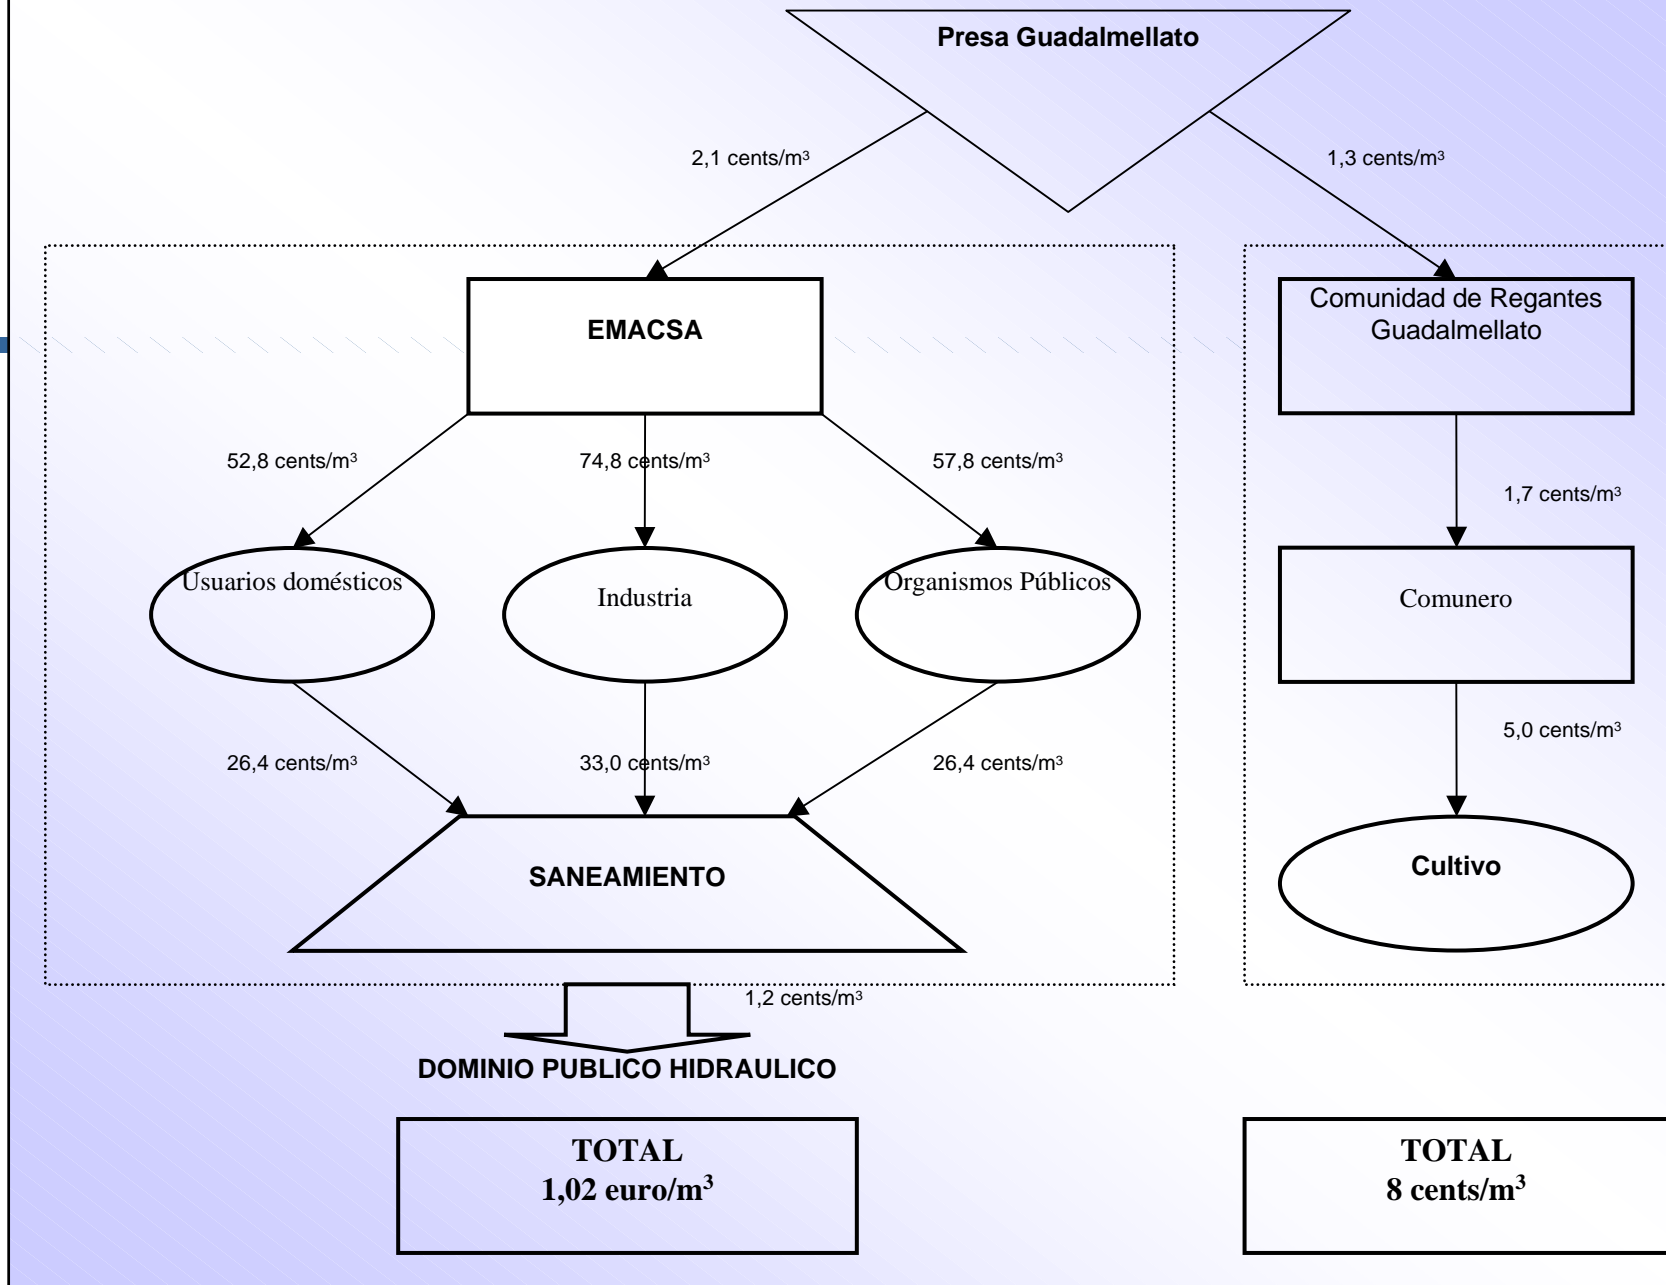 Presa Guadalmellato
2,1 cents/m³
1,3 cents/m³
EMACSA
Comunidad de Regantes
Guadalmellato
52,8 cents/m³
74,8 cents/m³
57,8 cents/m³
1,7 cents/m³
Usuarios domésticos
Industria
Organismos Públicos
Comunero
26,4 cents/m³
33,0 cents/m³
26,4 cents/m³
5,0 cents/m³
SANEAMIENTO
Cultivo
1,2 cents/m³
DOMINIO PUBLICO HIDRAULICO
TOTAL
1,02 euro/m³
TOTAL
8 cents/m³